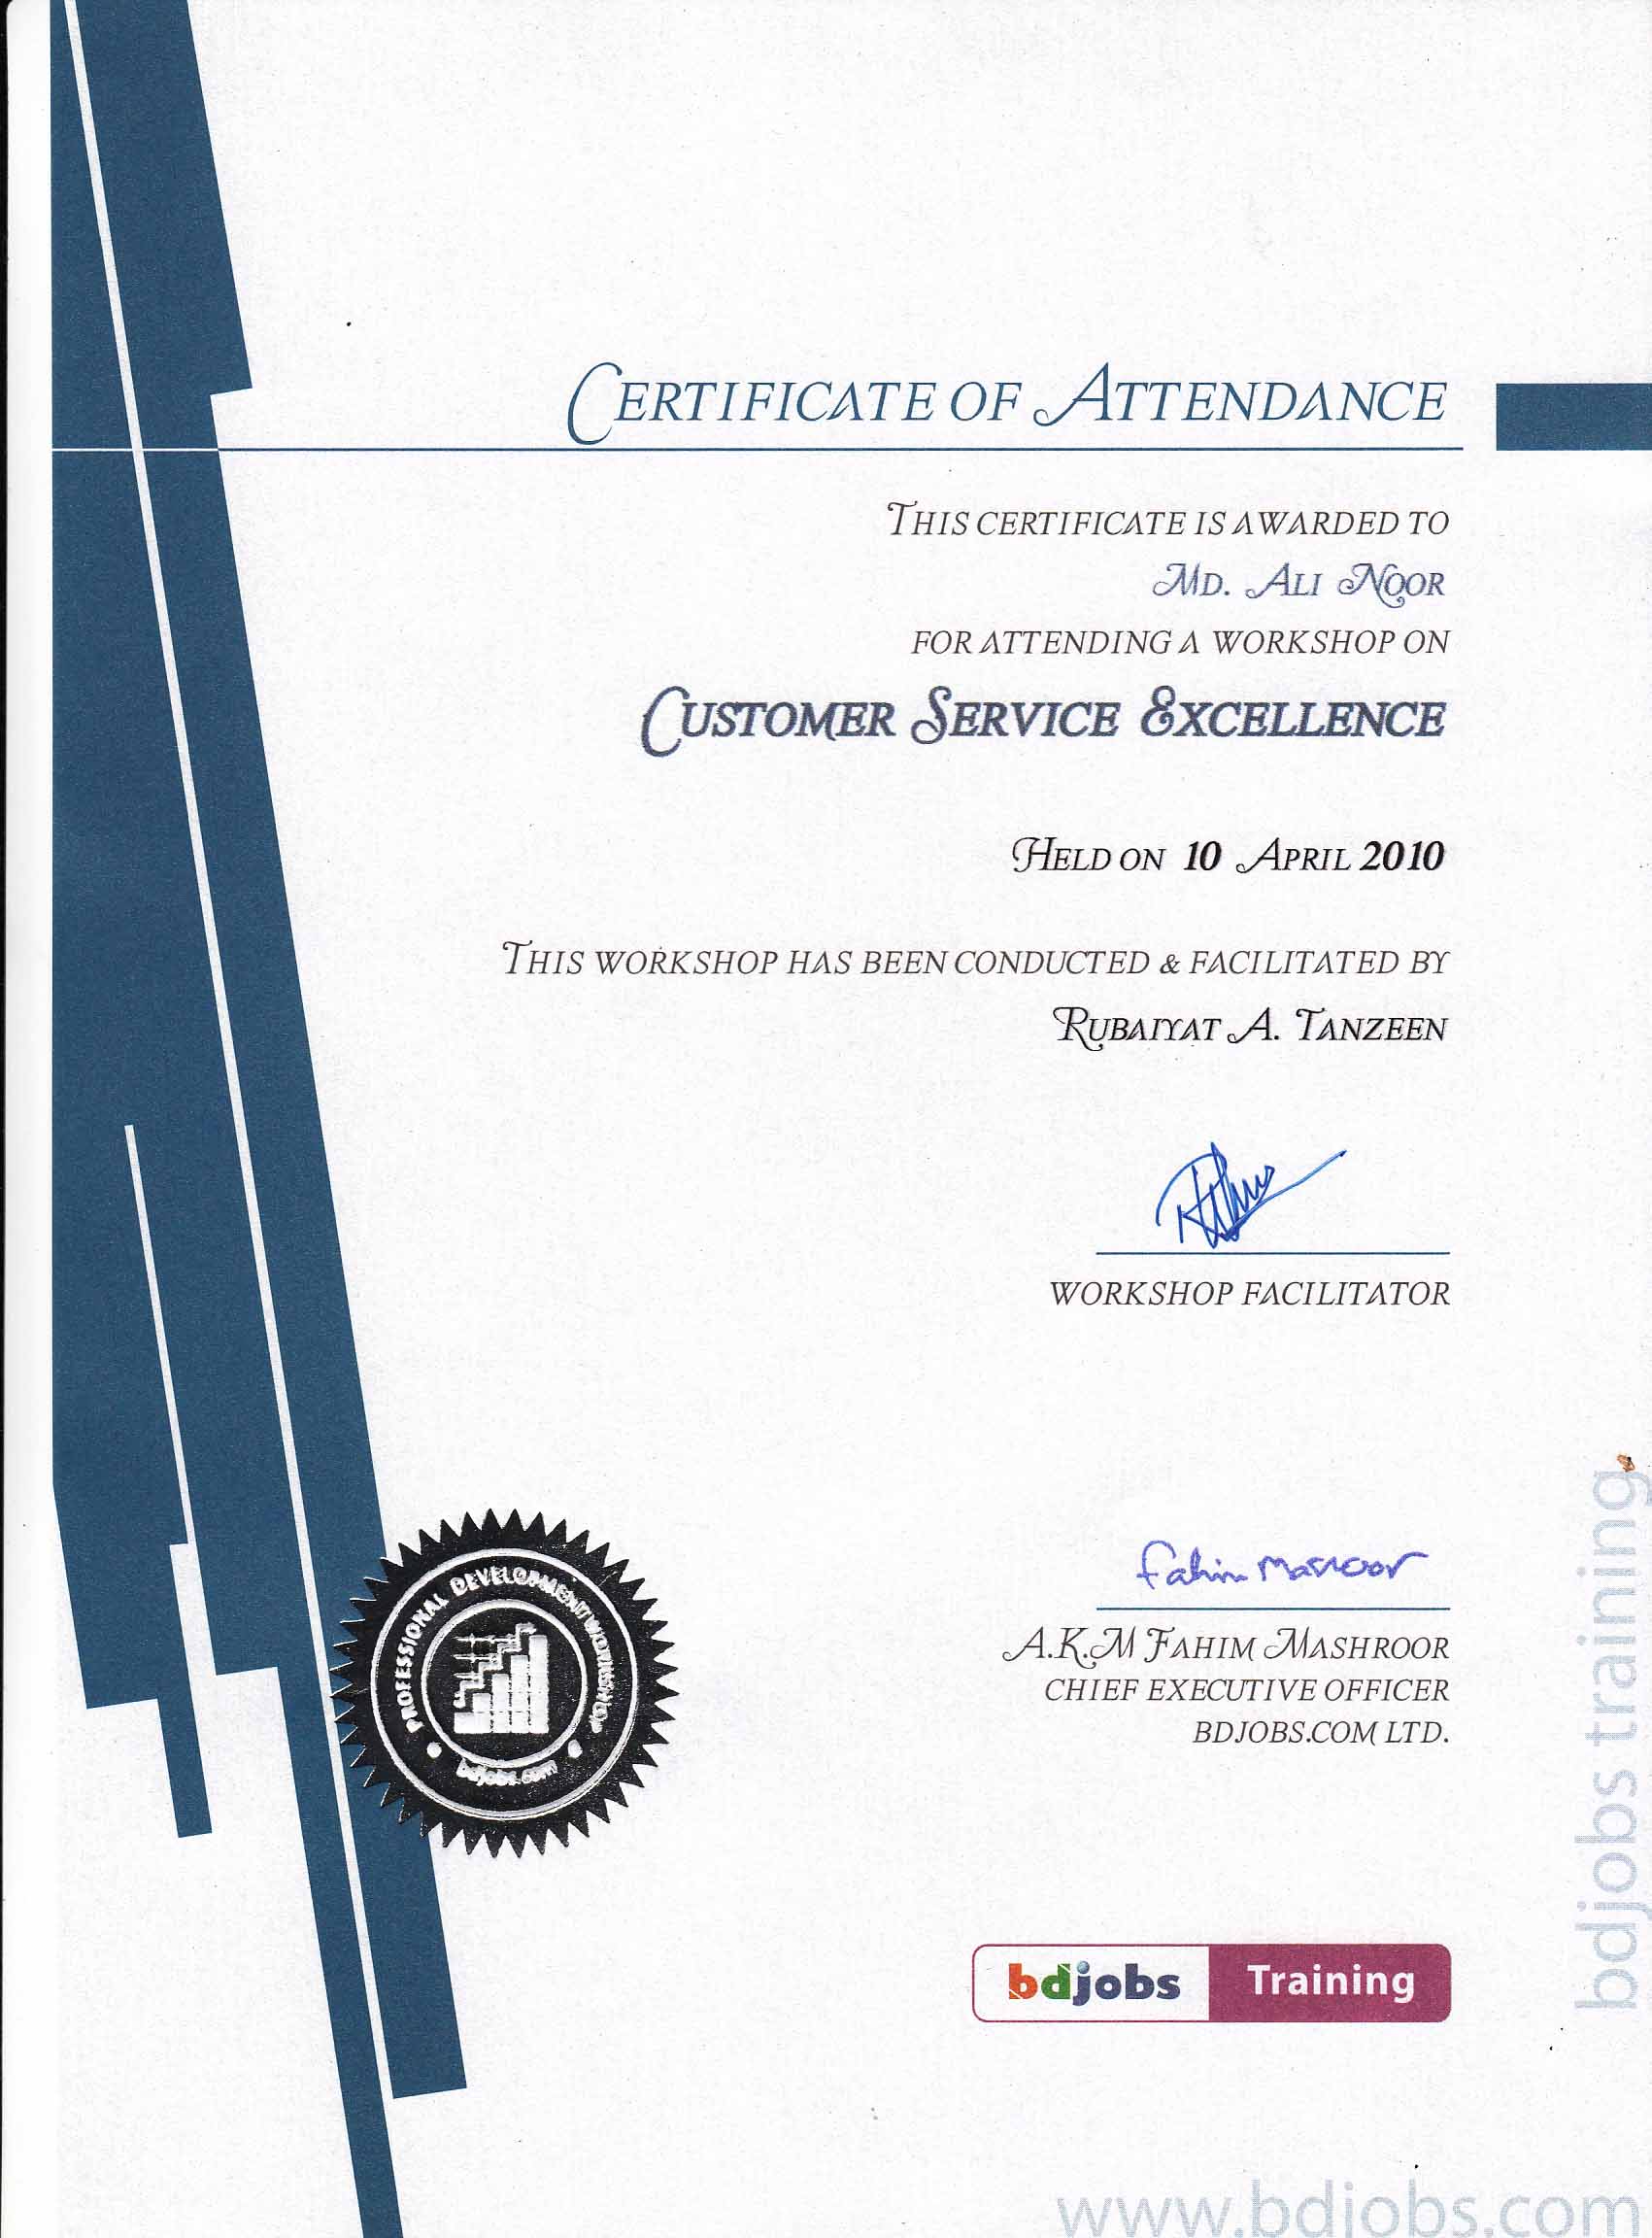 CERTIFICATE OF ATTENDANCE
THIS CERTIFICATE IS AWARDED TO
MD. ALI NOOR
FOR ATTENDING A WORKSHOP ON
CUSTOMER SERVICE EXCELLENCE
HELD ON 10 APRIL 2010
THIS WORKSHOP HAS BEEN CONDUCTED & FACILITATED BY
RUBAIYAT A. TANZEEN
WORKSHOP FACILITATOR
Fahim Mashroor
A.K.M FAHIM MASHROOR
CHIEF EXECUTIVE OFFICER
BDJOBS.COM LTD.
PROFESSIONAL DEVELOPMENT WORKSHOP
bdjobs.com
bdjobs Training
bdjobs training
www.bdjobs.com